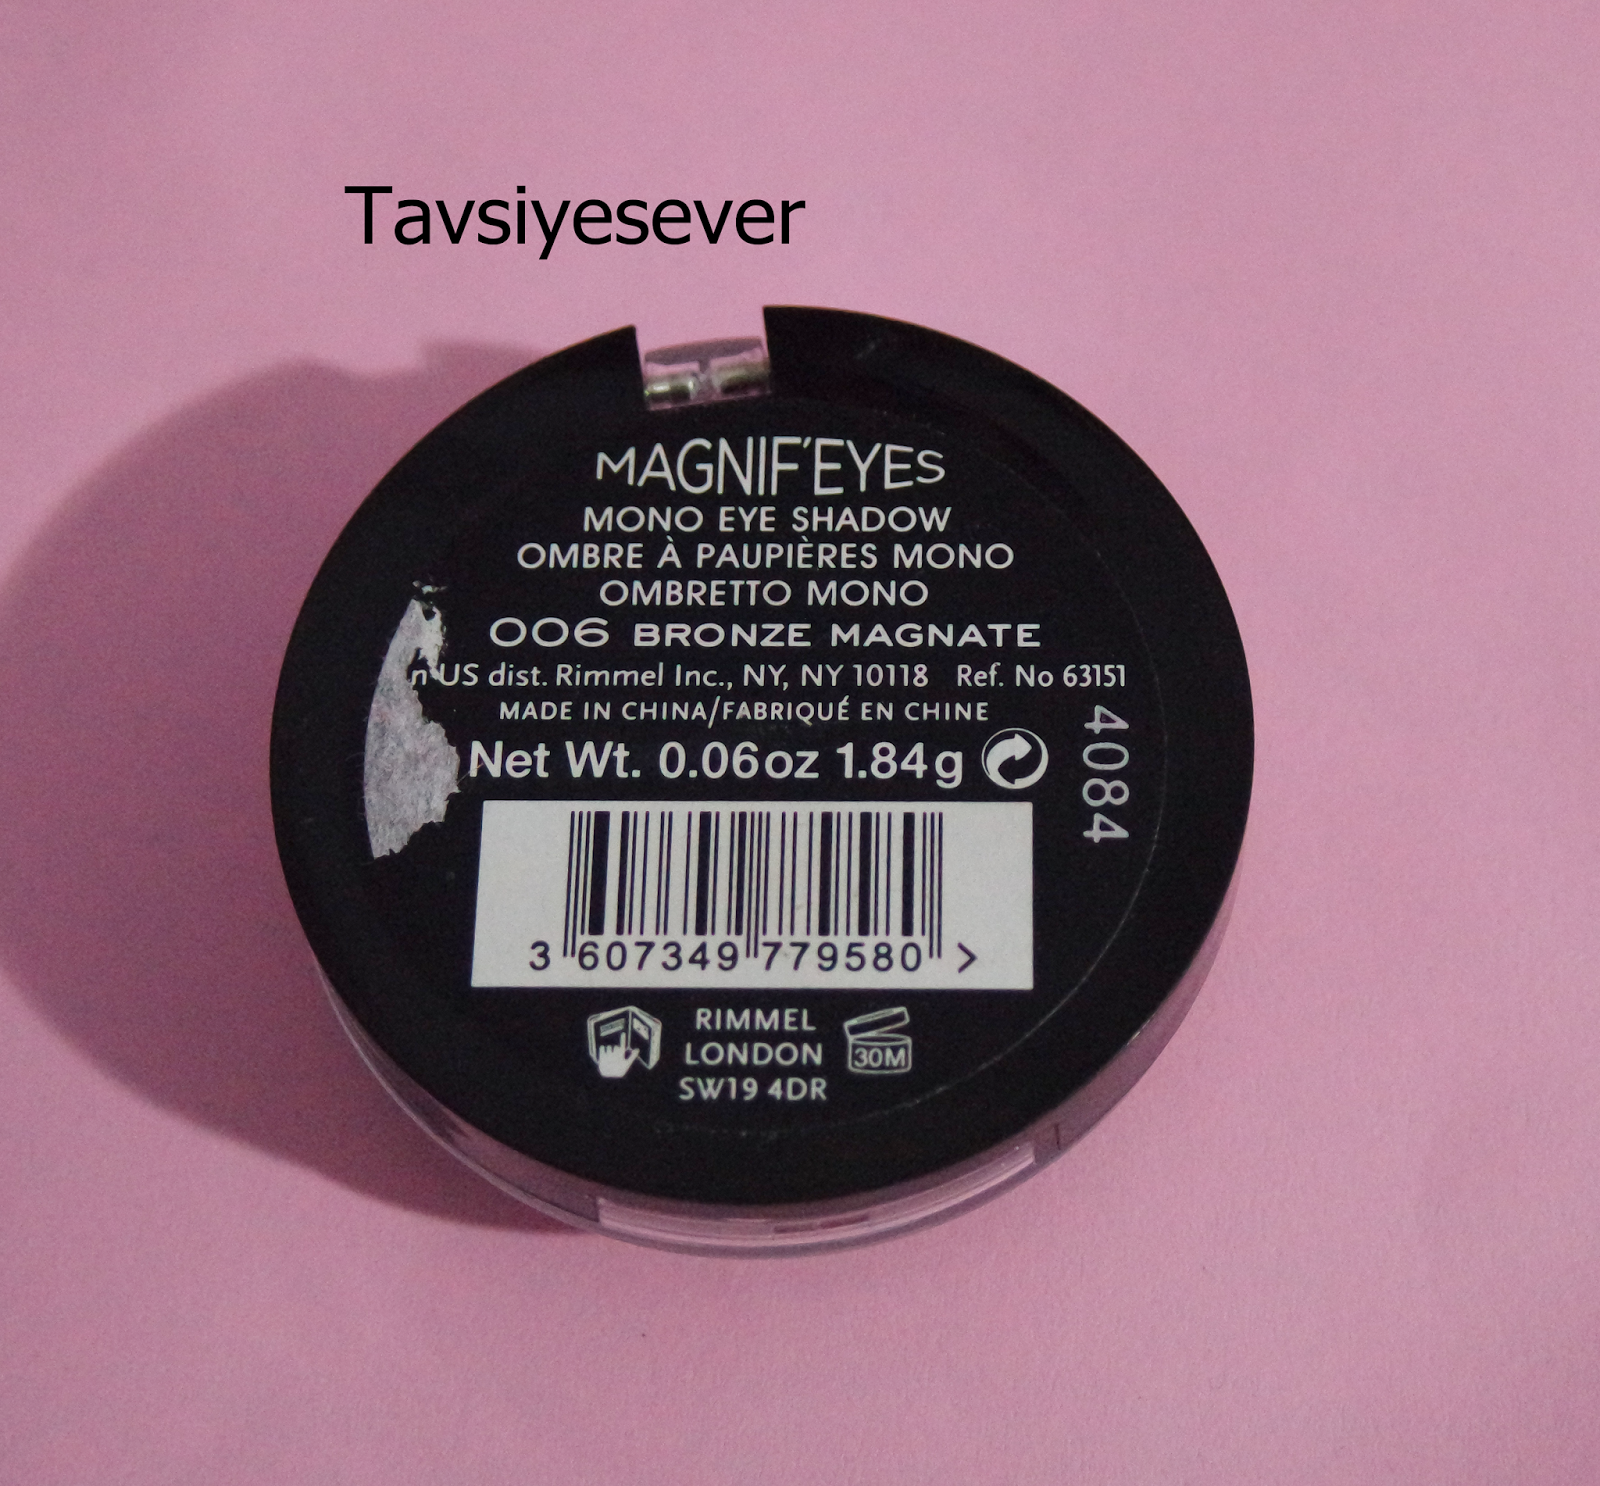 Tavsiyesever
MAGNIF'EYES
MONO EYE SHADOW
OMBRE À PAUPIÈRES MONO
OMBRETTO MONO
006 BRONZE MAGNATE
US dist. Rimmel Inc., NY, NY 10118 Ref. No 63151
MADE IN CHINA/FABRIQUÉ EN CHINE
Net Wt. 0.06oz 1.84g
4084
3 607349 779580 >
RIMMEL
LONDON
SW19 4DR
30M